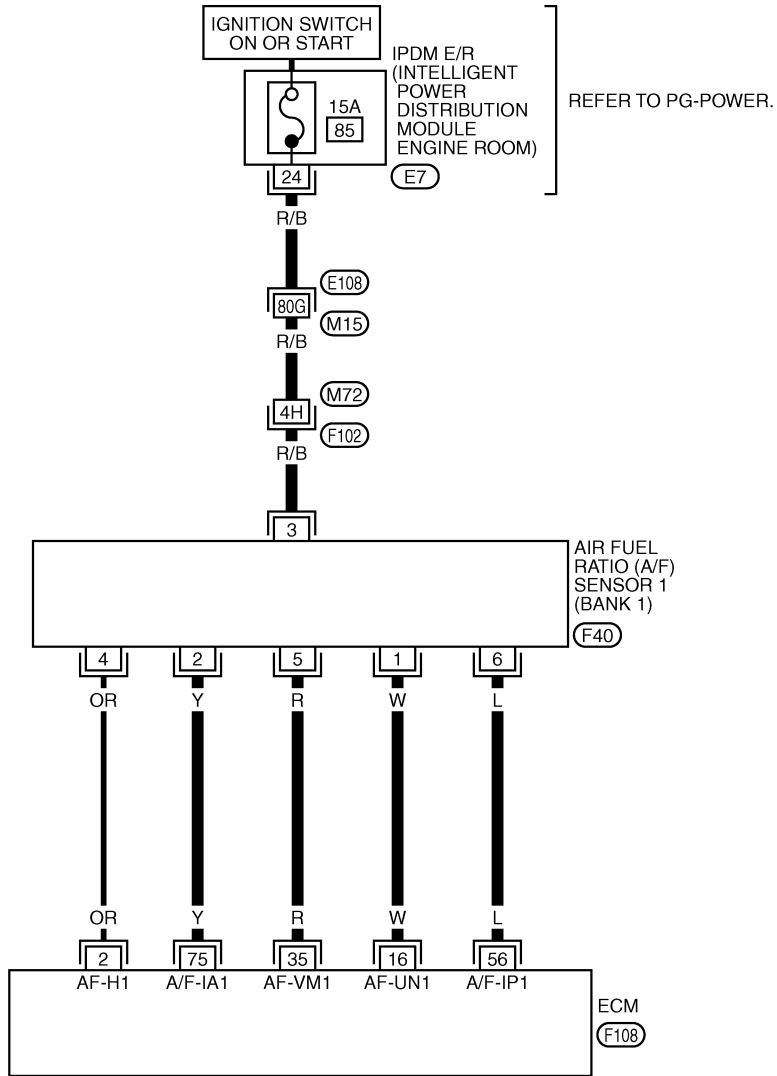 IGNITION SWITCH
ON OR START
IPDM E/R
(INTELLIGENT
POWER
DISTRIBUTION
MODULE
ENGINE ROOM)
REFER TO PG-POWER.
15A
85
24
E7
R/B
E108
80G
M15
R/B
M72
4H
F102
R/B
3
AIR FUEL
RATIO (A/F)
SENSOR 1
(BANK 1)
F40
4 2 5 1 6
OR Y R W L
OR Y R W L
2 75 35 16 56
AF-H1 A/F-IA1 AF-VM1 AF-UN1 A/F-IP1
ECM
F108